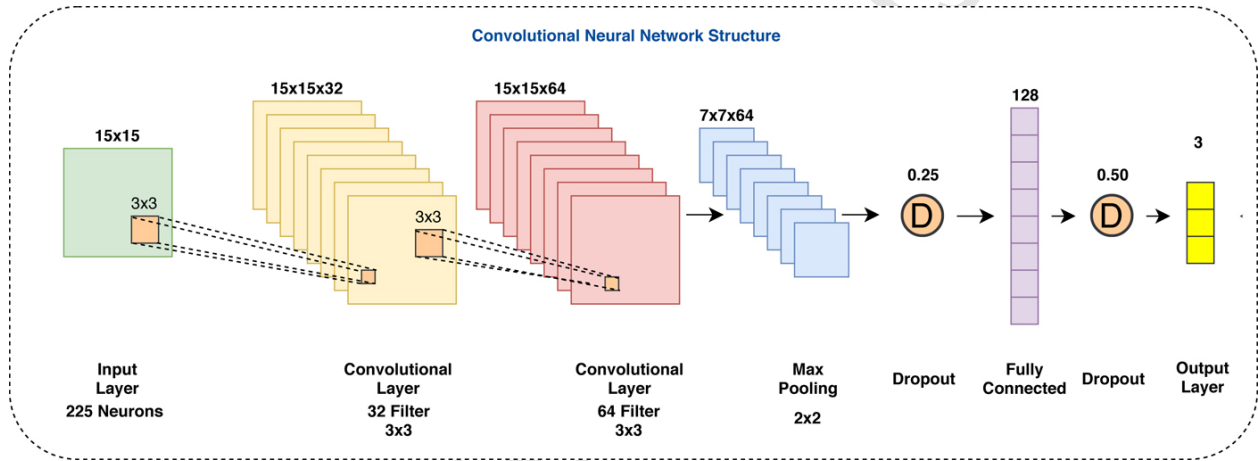 Convolutional Neural Network Structure
15x15x32
15x15x64
128
7x7x64
15x15
3
0.25
0.50
3x3
3x3
D
D
Input
Layer
225 Neurons
Convolutional
Layer
32 Filter
3x3
Convolutional
Layer
64 Filter
3x3
Max
Pooling
2x2
Dropout
Fully
Connected
Dropout
Output
Layer